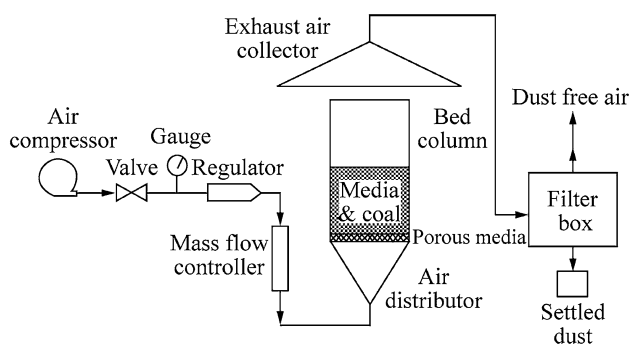 Exhaust air
collector
Air
compressor
Gauge
Valve
Regulator
Mass flow
controller
Bed
column
Media
& coal
Porous media
Air
distributor
Dust free air
Filter
box
Settled
dust